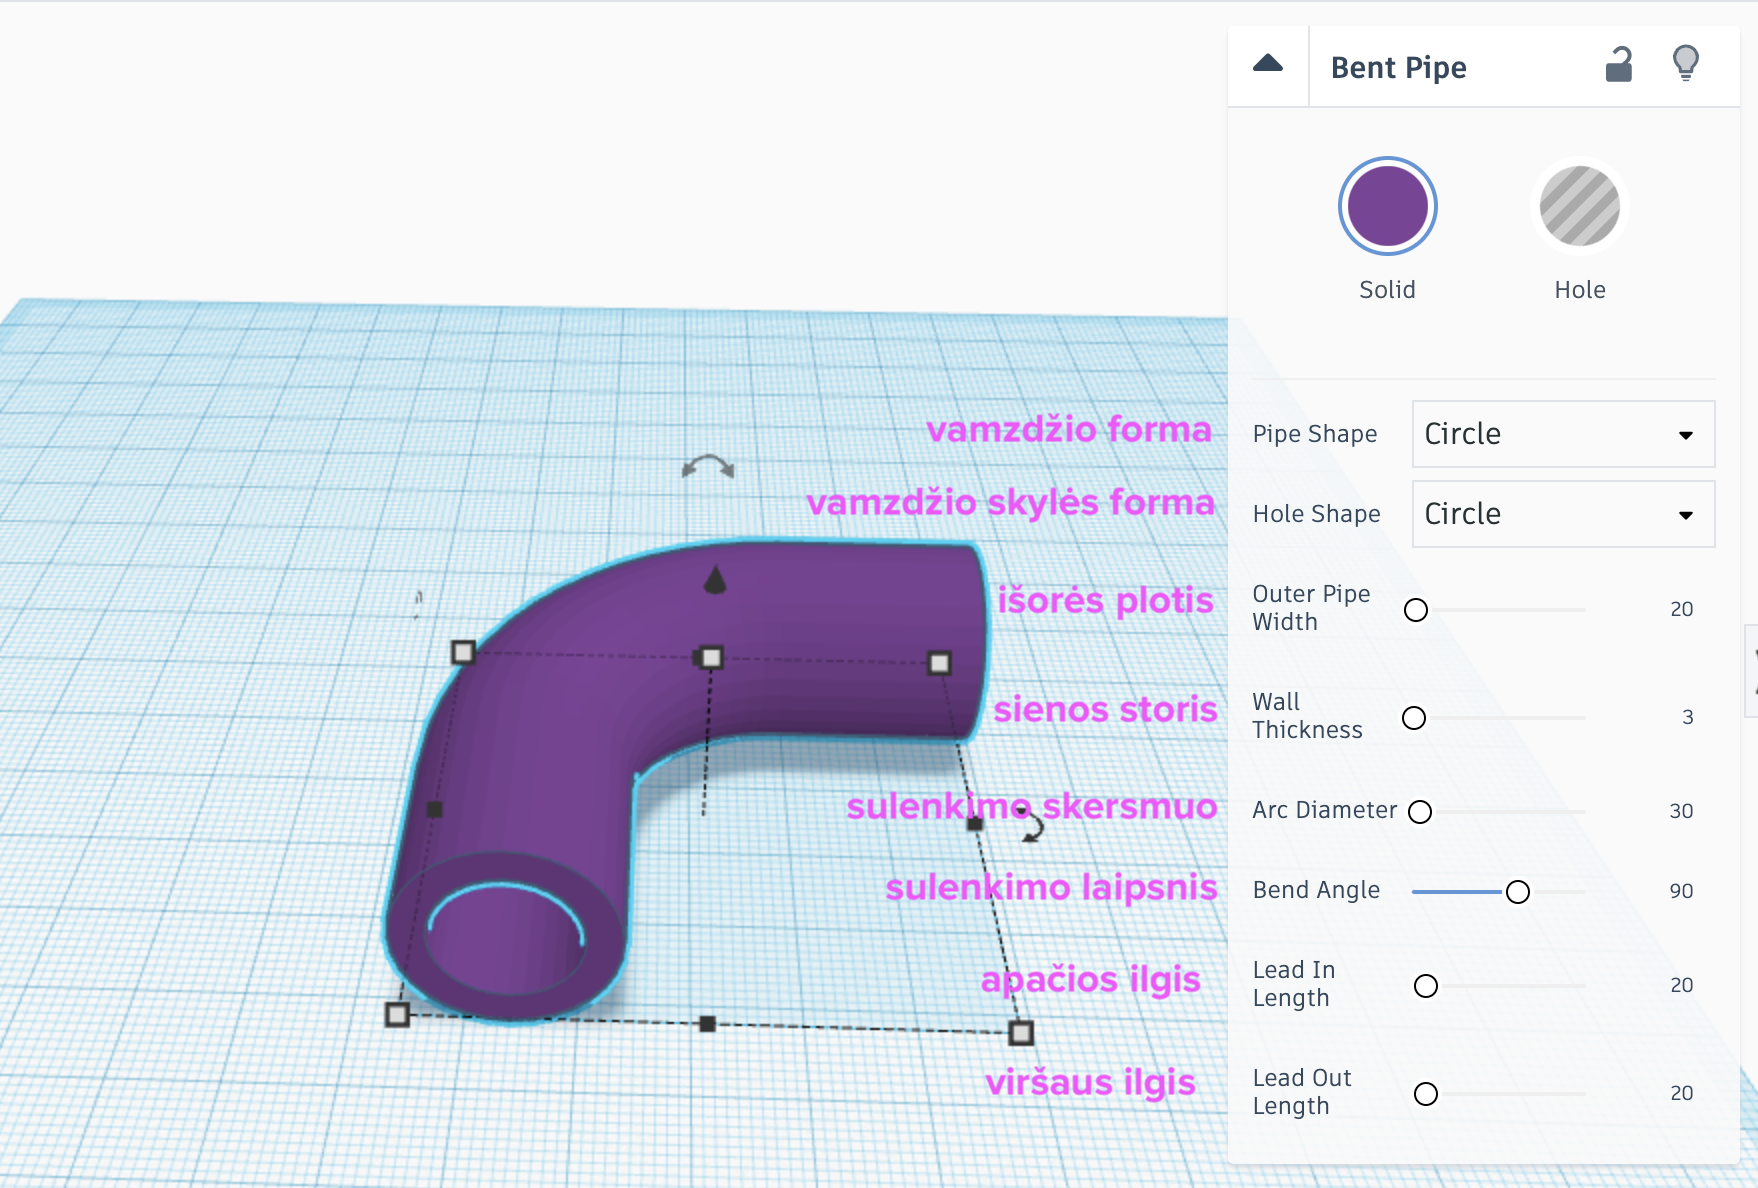 Bent Pipe
Solid
Hole
vamzdžio forma
Pipe Shape
Circle
vamzdžio skylės forma
Hole Shape
Circle
išorės plotis
Outer Pipe
Width
20
sienos storis
Wall
Thickness
3
sulenkimo skersmuo
Arc Diameter
30
sulenkimo laipsnis
Bend Angle
90
apačios ilgis
Lead In
Length
20
viršaus ilgis
Lead Out
Length
20